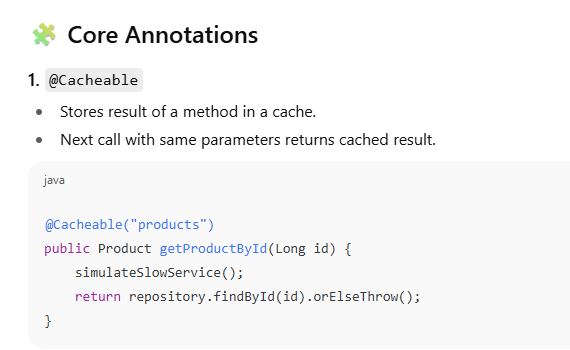 🧩 Core Annotations
1. @Cacheable
• Stores result of a method in a cache.
• Next call with same parameters returns cached result.
java
@Cacheable("products")
public Product getProductById(Long id) {
    simulateSlowService();
    return repository.findById(id).orElseThrow();
}